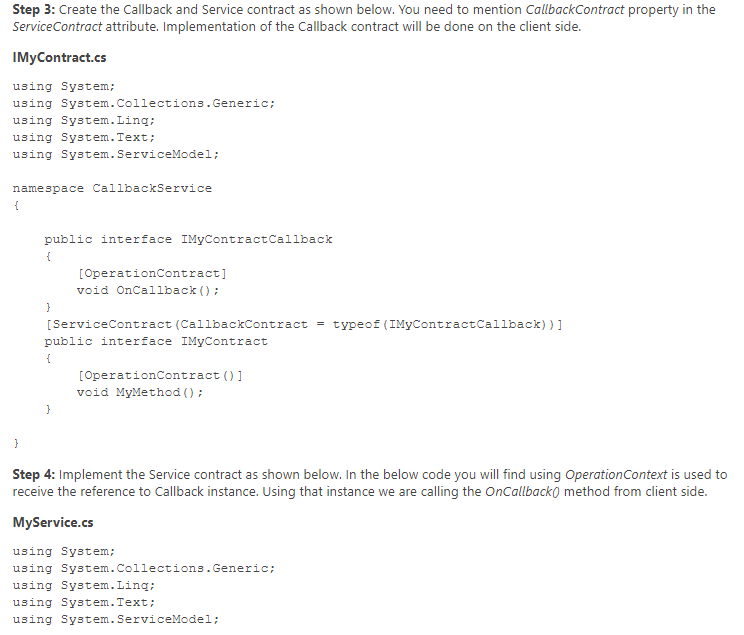 Step 3: Create the Callback and Service contract as shown below. You need to mention CallbackContract property in the
ServiceContract attribute. Implementation of the Callback contract will be done on the client side.
IMyContract.cs
using System;
using System.Collections.Generic;
using System.Linq;
using System.Text;
using System.ServiceModel;
namespace CallbackService
{
public interface IMyContractCallback
{
[OperationContract]
void OnCallback();
}
[ServiceContract(CallbackContract = typeof(IMyContractCallback))]
public interface IMyContract
{
[OperationContract()]
void MyMethod();
}
}
Step 4: Implement the Service contract as shown below. In the below code you will find using OperationContext is used to
receive the reference to Callback instance. Using that instance we are calling the OnCallback() method from client side.
MyService.cs
using System;
using System.Collections.Generic;
using System.Linq;
using System.Text;
using System.ServiceModel;